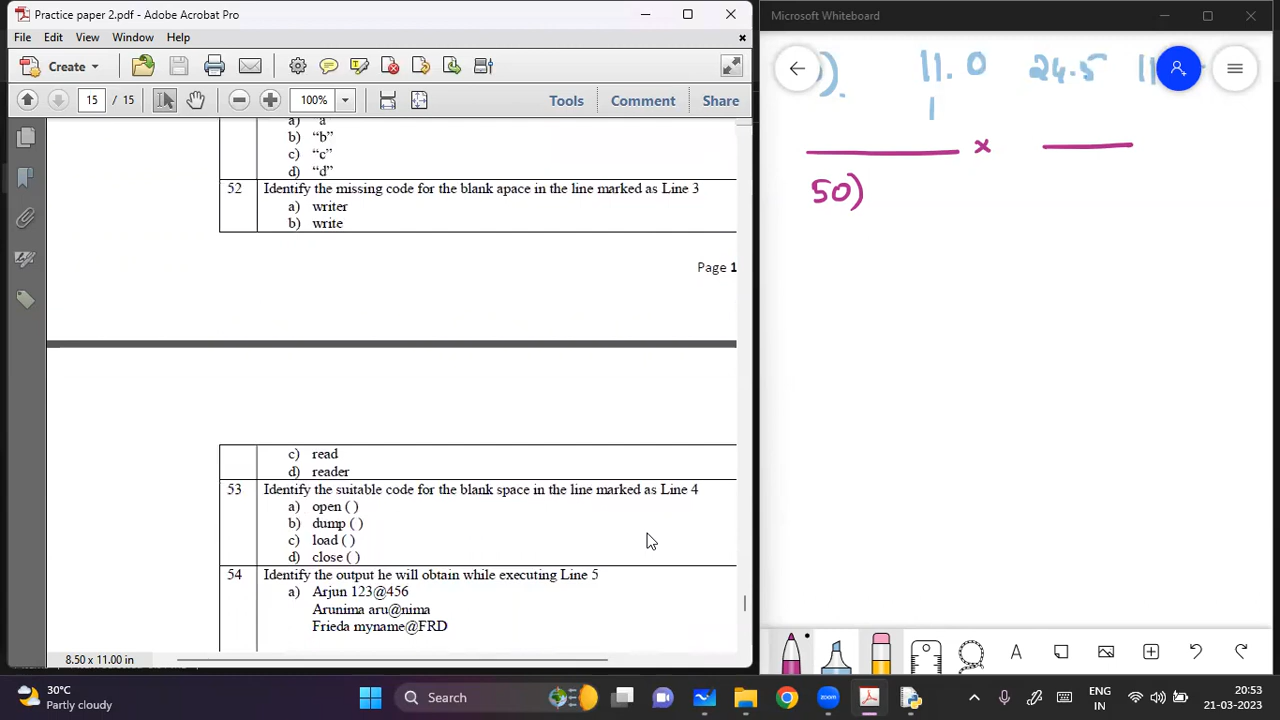 Practice paper 2.pdf - Adobe Acrobat Pro
File Edit View Window Help
Create
15 / 15
100%
Tools Comment Share
a) "a
b) "b"
c) "c"
d) "d"
52 Identify the missing code for the blank apace in the line marked as Line 3
a) writer
b) write
Page 1
c) read
d) reader
53 Identify the suitable code for the blank space in the line marked as Line 4
a) open ( )
b) dump ( )
c) load ( )
d) close ( )
54 Identify the output he will obtain while executing Line 5
a) Arjun 123@456
Arunima aru@nima
Frieda myname@FRD
8.50 x 11.00 in
Microsoft Whiteboard
11.0 24.5 11
1
x
50)
30°C
Partly cloudy
Search
zoom
ENG
IN
20:53
21-03-2023